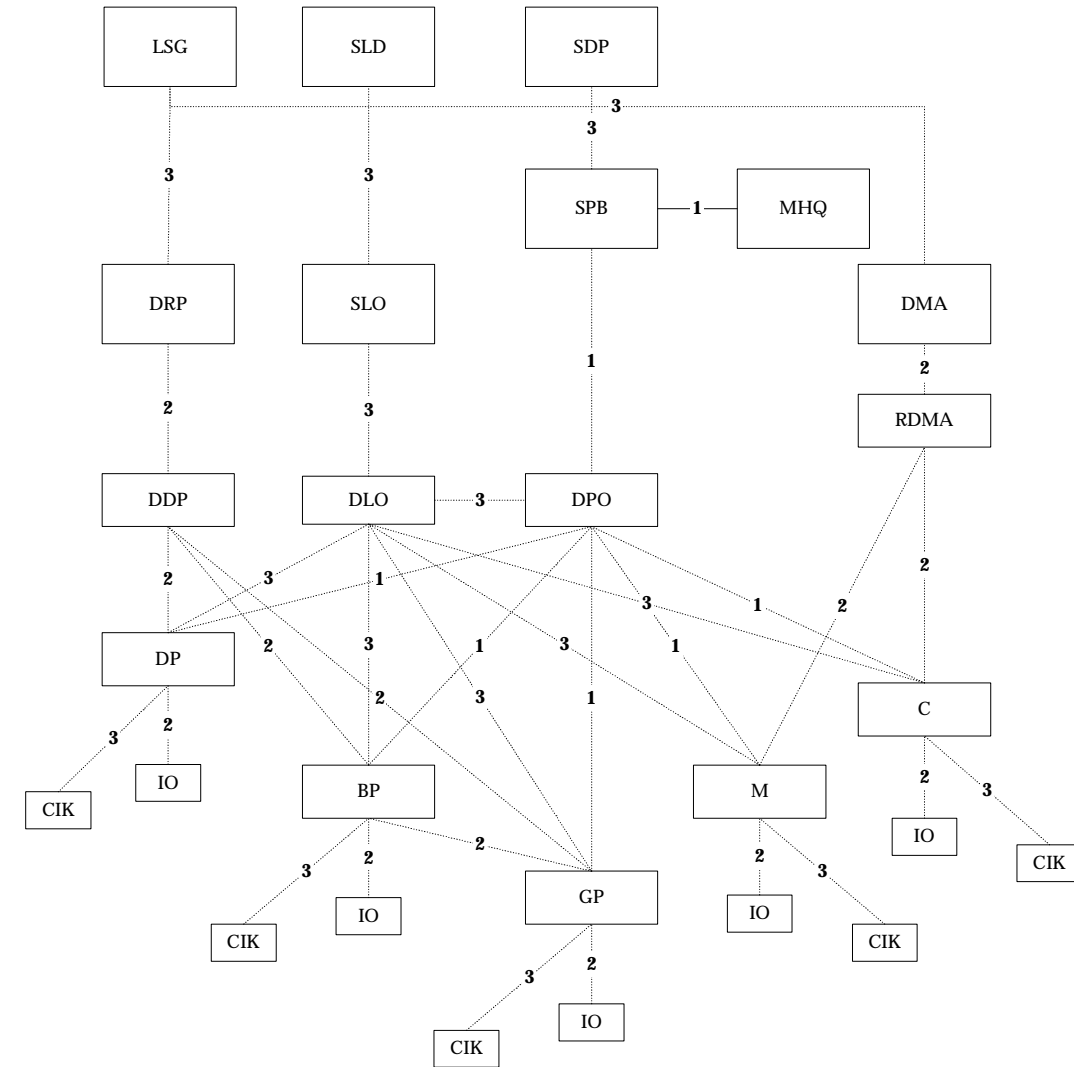 LSG SLD SDP
3
3
3 3
SPB 1 MHQ
DRP SLO DMA
1
2
2 3
RDMA
DDP DLO 3 DPO
2
2 3 1
3 1 2
2 3 1 3 1
DP
2 3 1
C
3 2
IO BP M
CIK
2 3
2
IO
3 2 2 3
CIK
GP
IO
IO
CIK CIK
3 2
IO
CIK